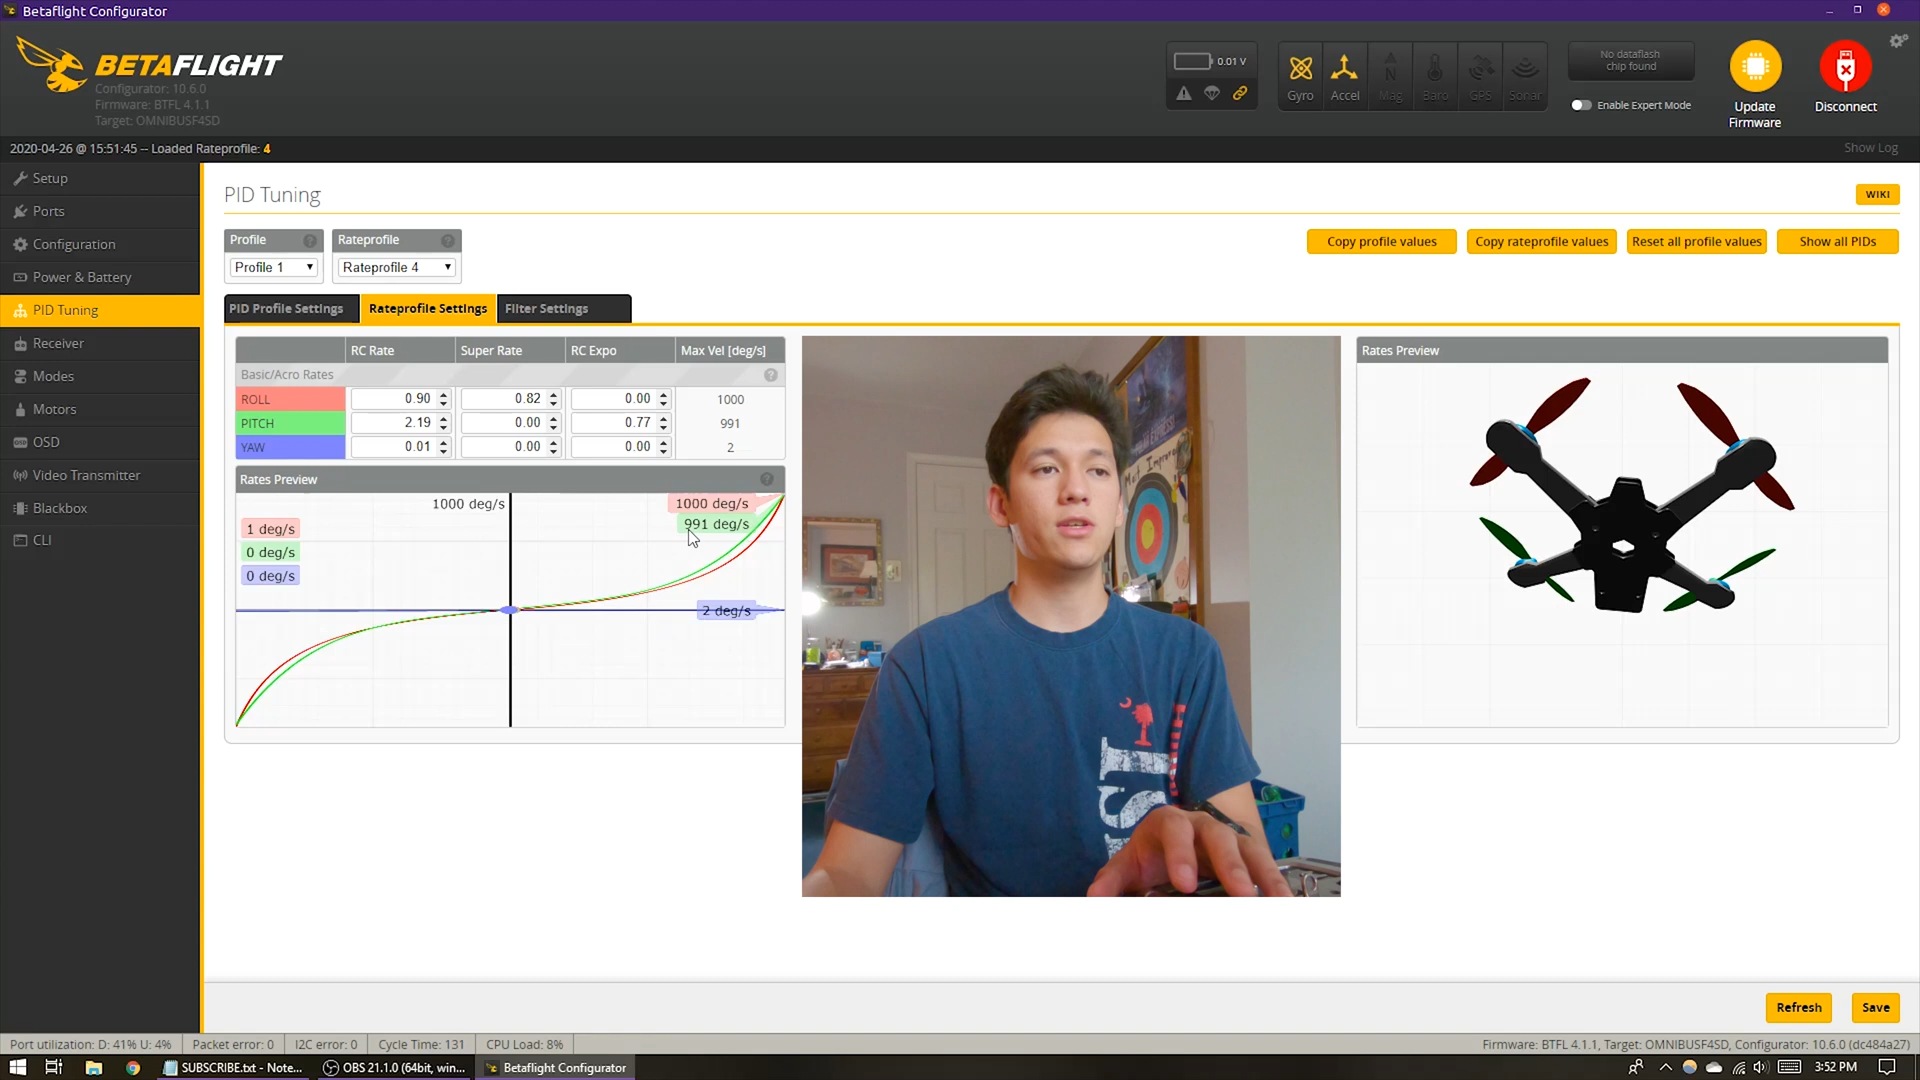 Betaflight Configurator
BETAFLIGHT
Configurator: 10.6.0
Firmware: BTFL 4.1.1
Target: OMNIBUSF4SD
0.01 V
Gyro
Accel
Mag
Baro
GPS
Sonar
No dataflash
chip found
Enable Expert Mode
Update
Firmware
Disconnect
2020-04-26 @ 15:51:45 -- Loaded Rateprofile: 4
Show Log
Setup
Ports
Configuration
Power & Battery
PID Tuning
Receiver
Modes
Motors
OSD
Video Transmitter
Blackbox
CLI
PID Tuning
WIKI
Profile
Rateprofile
Profile 1
Rateprofile 4
Copy profile values
Copy rateprofile values
Reset all profile values
Show all PIDs
PID Profile Settings
Rateprofile Settings
Filter Settings
RC Rate Super Rate RC Expo Max Vel [deg/s]
Basic/Acro Rates
ROLL 0.90 0.82 0.00 1000
PITCH 2.19 0.00 0.77 991
YAW 0.01 0.00 0.00 2
Rates Preview
1000 deg/s
1000 deg/s
991 deg/s
1 deg/s
0 deg/s
0 deg/s
2 deg/s
Rates Preview
Refresh
Save
Port utilization: D: 41% U: 4%
Packet error: 0
I2C error: 0
Cycle Time: 131
CPU Load: 8%
Firmware: BTFL 4.1.1, Target: OMNIBUSF4SD, Configurator: 10.6.0 (dc484a27)
SUBSCRIBE.txt - Note...
OBS 21.1.0 (64bit, win...
Betaflight Configurator
3:52 PM